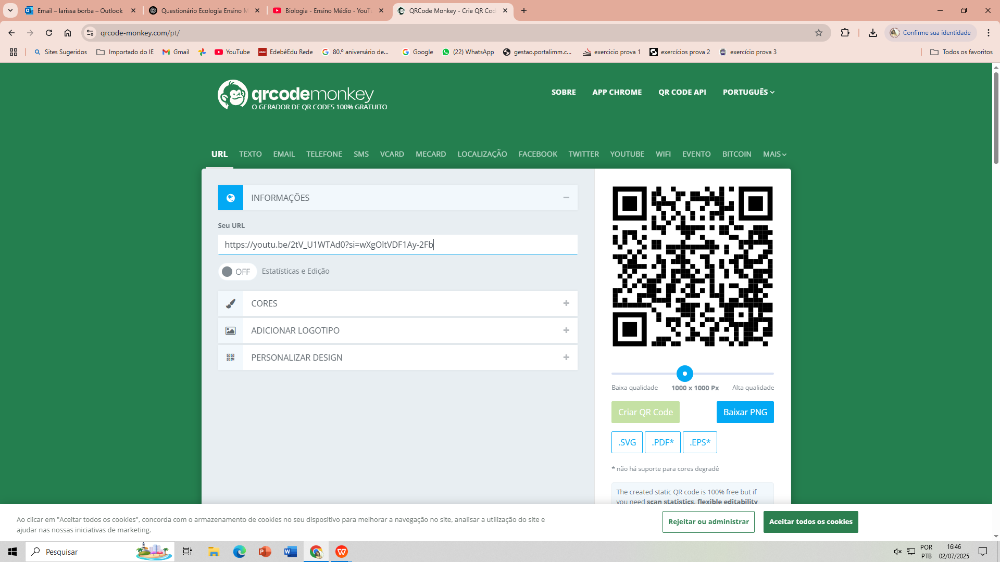 Email – larissa borba – Outlook
Questionário Ecologia Ensino M
Biologia - Ensino Médio - YouTu
QRCode Monkey - Crie QR Cod
qrcode-monkey.com/pt/
Confirme sua identidade
Sites Sugeridos
Importado do IE
Gmail
YouTube
EdebêEdu Rede
80.º aniversário de...
Google
(22) WhatsApp
gestao.portalimm.c...
exercicio prova 1
exercícios prova 2
exercício prova 3
Todos os favoritos
qrcodemonkey
O GERADOR DE QR CODES 100% GRATUITO
SOBRE
APP CHROME
QR CODE API
PORTUGUÊS
URL
TEXTO
EMAIL
TELEFONE
SMS
VCARD
MECARD
LOCALIZAÇÃO
FACEBOOK
TWITTER
YOUTUBE
WIFI
EVENTO
BITCOIN
MAIS
INFORMAÇÕES
Seu URL
https://youtu.be/2tV_U1WTAd0?si=wXgOltVDF1Ay-2Fb
OFF
Estatísticas e Edição
CORES
ADICIONAR LOGOTIPO
PERSONALIZAR DESIGN
Baixa qualidade
1000 x 1000 Px
Alta qualidade
Criar QR Code
Baixar PNG
.SVG
.PDF*
.EPS*
* não há suporte para cores degradê
The created static QR code is 100% free but if
you need scan statistics, flexible editability
Ao clicar em "Aceitar todos os cookies", concorda com o armazenamento de cookies no seu dispositivo para melhorar a navegação no site, analisar a utilização do site e
ajudar nas nossas iniciativas de marketing.
Rejeitar ou administrar
Aceitar todos os cookies
Pesquisar
POR
PTB
16:46
02/07/2025